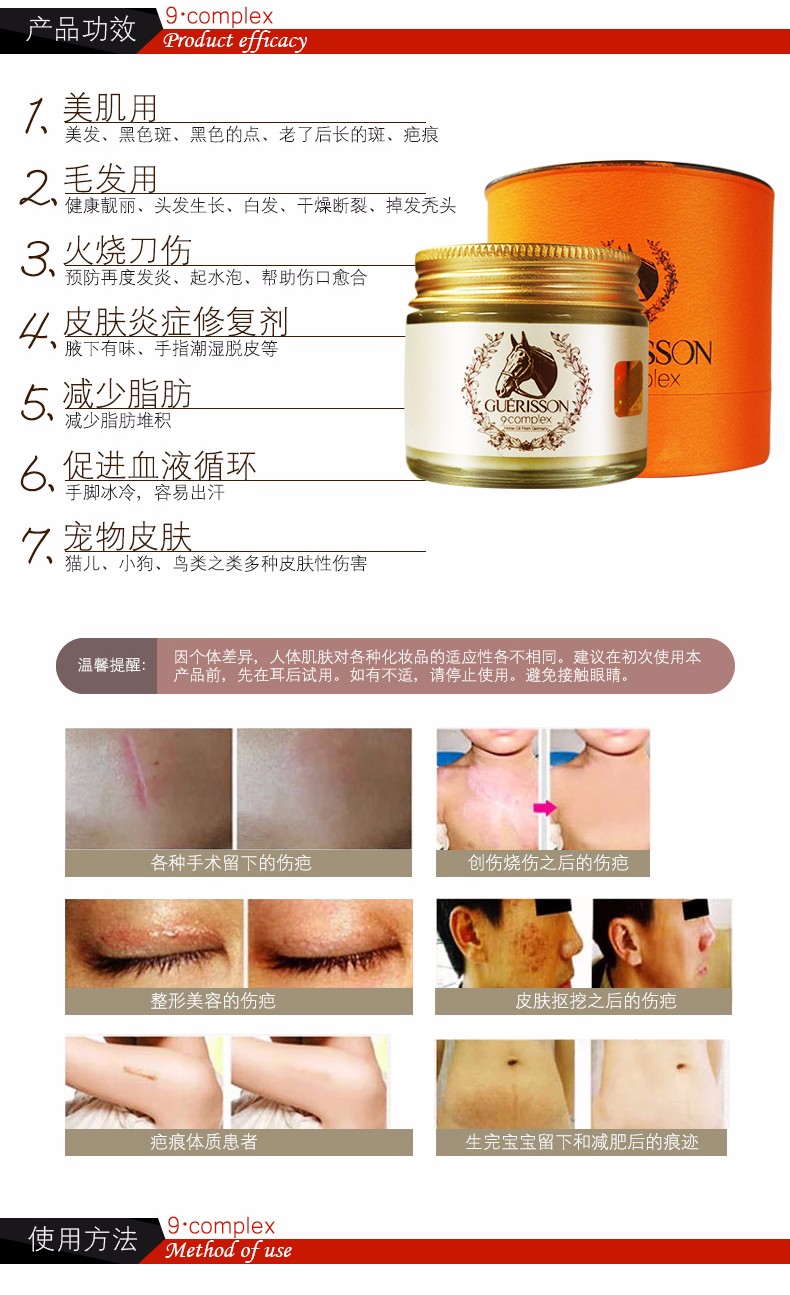 产品功效
9·complex
Product efficacy
1、美肌用
美发、黑色斑、黑色的点、老了后长的斑、疤痕
2、毛发用
健康靓丽、头发生长、白发、干燥断裂、掉发秃头
3、火烧刀伤
预防再度发炎、起水泡、帮助伤口愈合
4、皮肤炎症修复剂
腋下有味、手指潮湿脱皮等
5、减少脂肪
减少脂肪堆积
6、促进血液循环
手脚冰冷，容易出汗
7、宠物皮肤
猫儿、小狗、鸟类之类多种皮肤性伤害
GUERISSON
9·complex
Horse Oil From Germany
SSON
plex
温馨提醒:
因个体差异，人体肌肤对各种化妆品的适应性各不相同。建议在初次使用本
产品前，先在耳后试用。如有不适，请停止使用。避免接触眼睛。
各种手术留下的伤疤
创伤烧伤之后的伤疤
整形美容的伤疤
皮肤抠挖之后的伤疤
疤痕体质患者
生完宝宝留下和减肥后的痕迹
使用方法
9·complex
Method of use